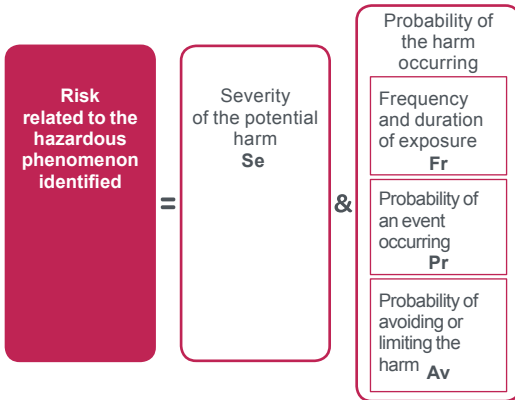 Risk
related to the
hazardous
phenomenon
identified
=
Severity
of the potential
harm
Se
&
Probability of
the harm
occurring
Frequency
and duration
of exposure
Fr
Probability of
an event
occurring
Pr
Probability of
avoiding or
limiting the
harm Av